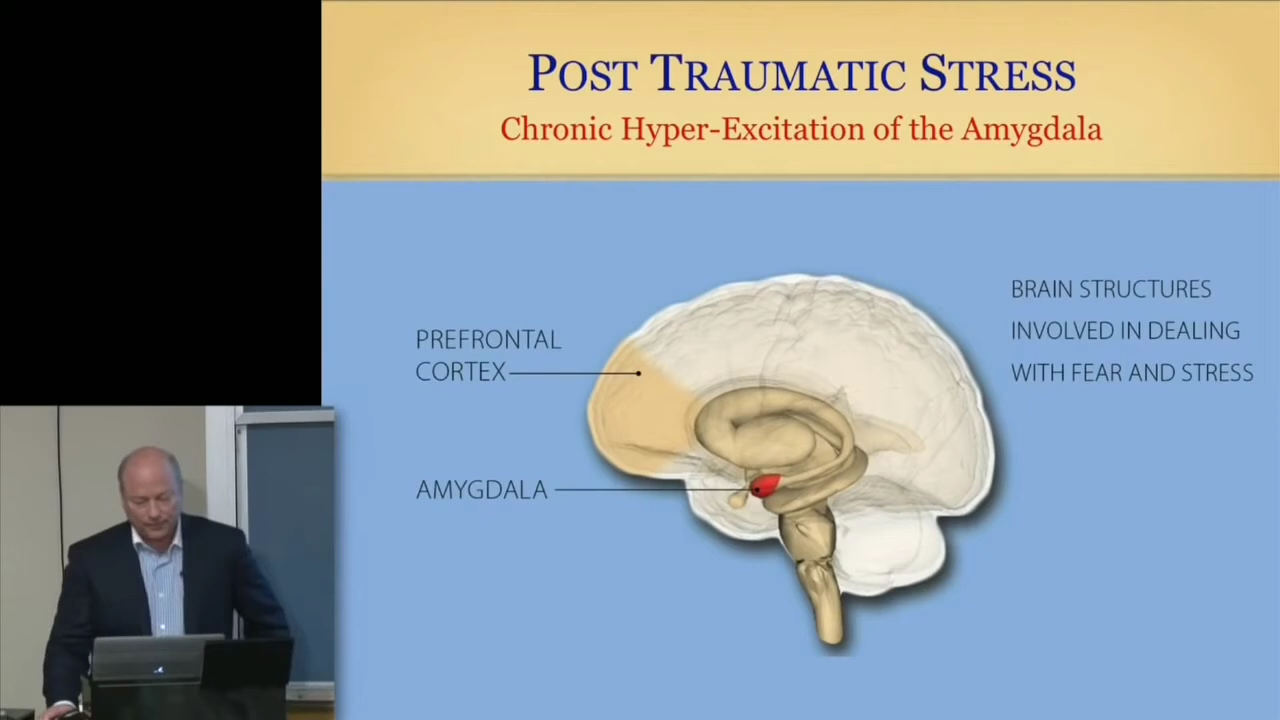 POST TRAUMATIC STRESS
Chronic Hyper-Excitation of the Amygdala
PREFRONTAL
CORTEX
AMYGDALA
BRAIN STRUCTURES
INVOLVED IN DEALING
WITH FEAR AND STRESS